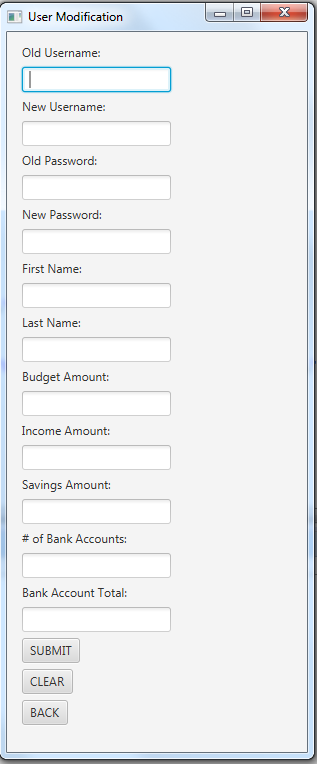 User Modification
Old Username:
New Username:
Old Password:
New Password:
First Name:
Last Name:
Budget Amount:
Income Amount:
Savings Amount:
# of Bank Accounts:
Bank Account Total:
SUBMIT
CLEAR
BACK